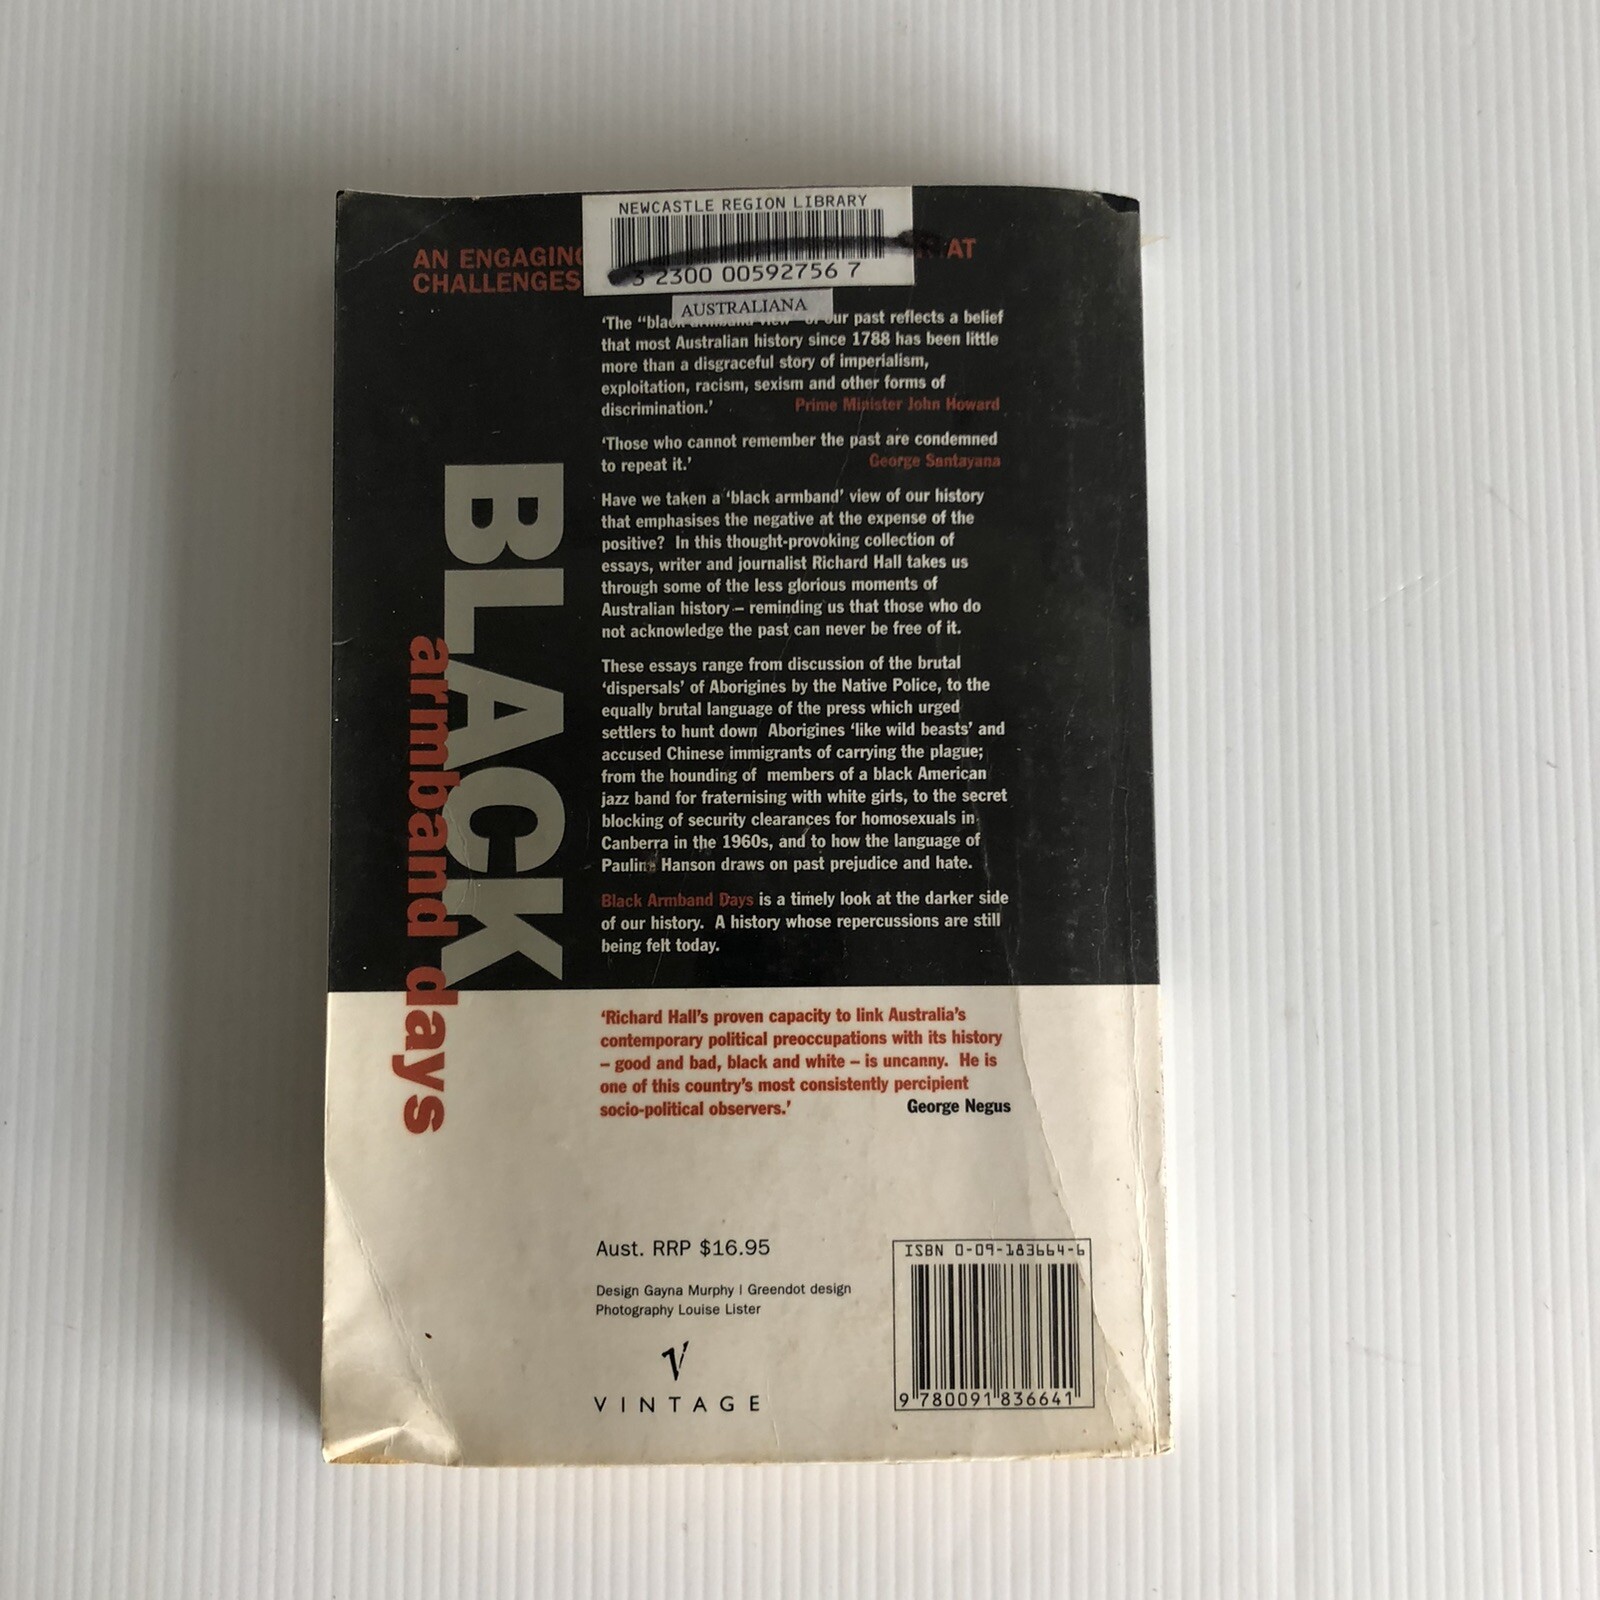 NEWCASTLE REGION LIBRARY
3 2300 00592756 7
AUSTRALIANA
AN ENGAGING AT
CHALLENGES
'The "black armband view" of our past reflects a belief
that most Australian history since 1788 has been little
more than a disgraceful story of imperialism,
exploitation, racism, sexism and other forms of
discrimination.' Prime Minister John Howard
'Those who cannot remember the past are condemned
to repeat it.' George Santayana
Have we taken a 'black armband' view of our history
that emphasises the negative at the expense of the
positive? In this thought-provoking collection of
essays, writer and journalist Richard Hall takes us
through some of the less glorious moments of
Australian history – reminding us that those who do
not acknowledge the past can never be free of it.
These essays range from discussion of the brutal
'dispersals' of Aborigines by the Native Police, to the
equally brutal language of the press which urged
settlers to hunt down Aborigines 'like wild beasts' and
accused Chinese immigrants of carrying the plague;
from the hounding of members of a black American
jazz band for fraternising with white girls, to the secret
blocking of security clearances for homosexuals in
Canberra in the 1960s, and to how the language of
Pauline Hanson draws on past prejudice and hate.
Black Armband Days is a timely look at the darker side
of our history. A history whose repercussions are still
being felt today.
BLACK
armband days
'Richard Hall's proven capacity to link Australia's
contemporary political preoccupations with its history
– good and bad, black and white – is uncanny. He is
one of this country's most consistently percipient
socio-political observers.' George Negus
Aust. RRP $16.95
Design Gayna Murphy | Greendot design
Photography Louise Lister
V
VINTAGE
ISBN 0-09-183664-6
9 780091 836641